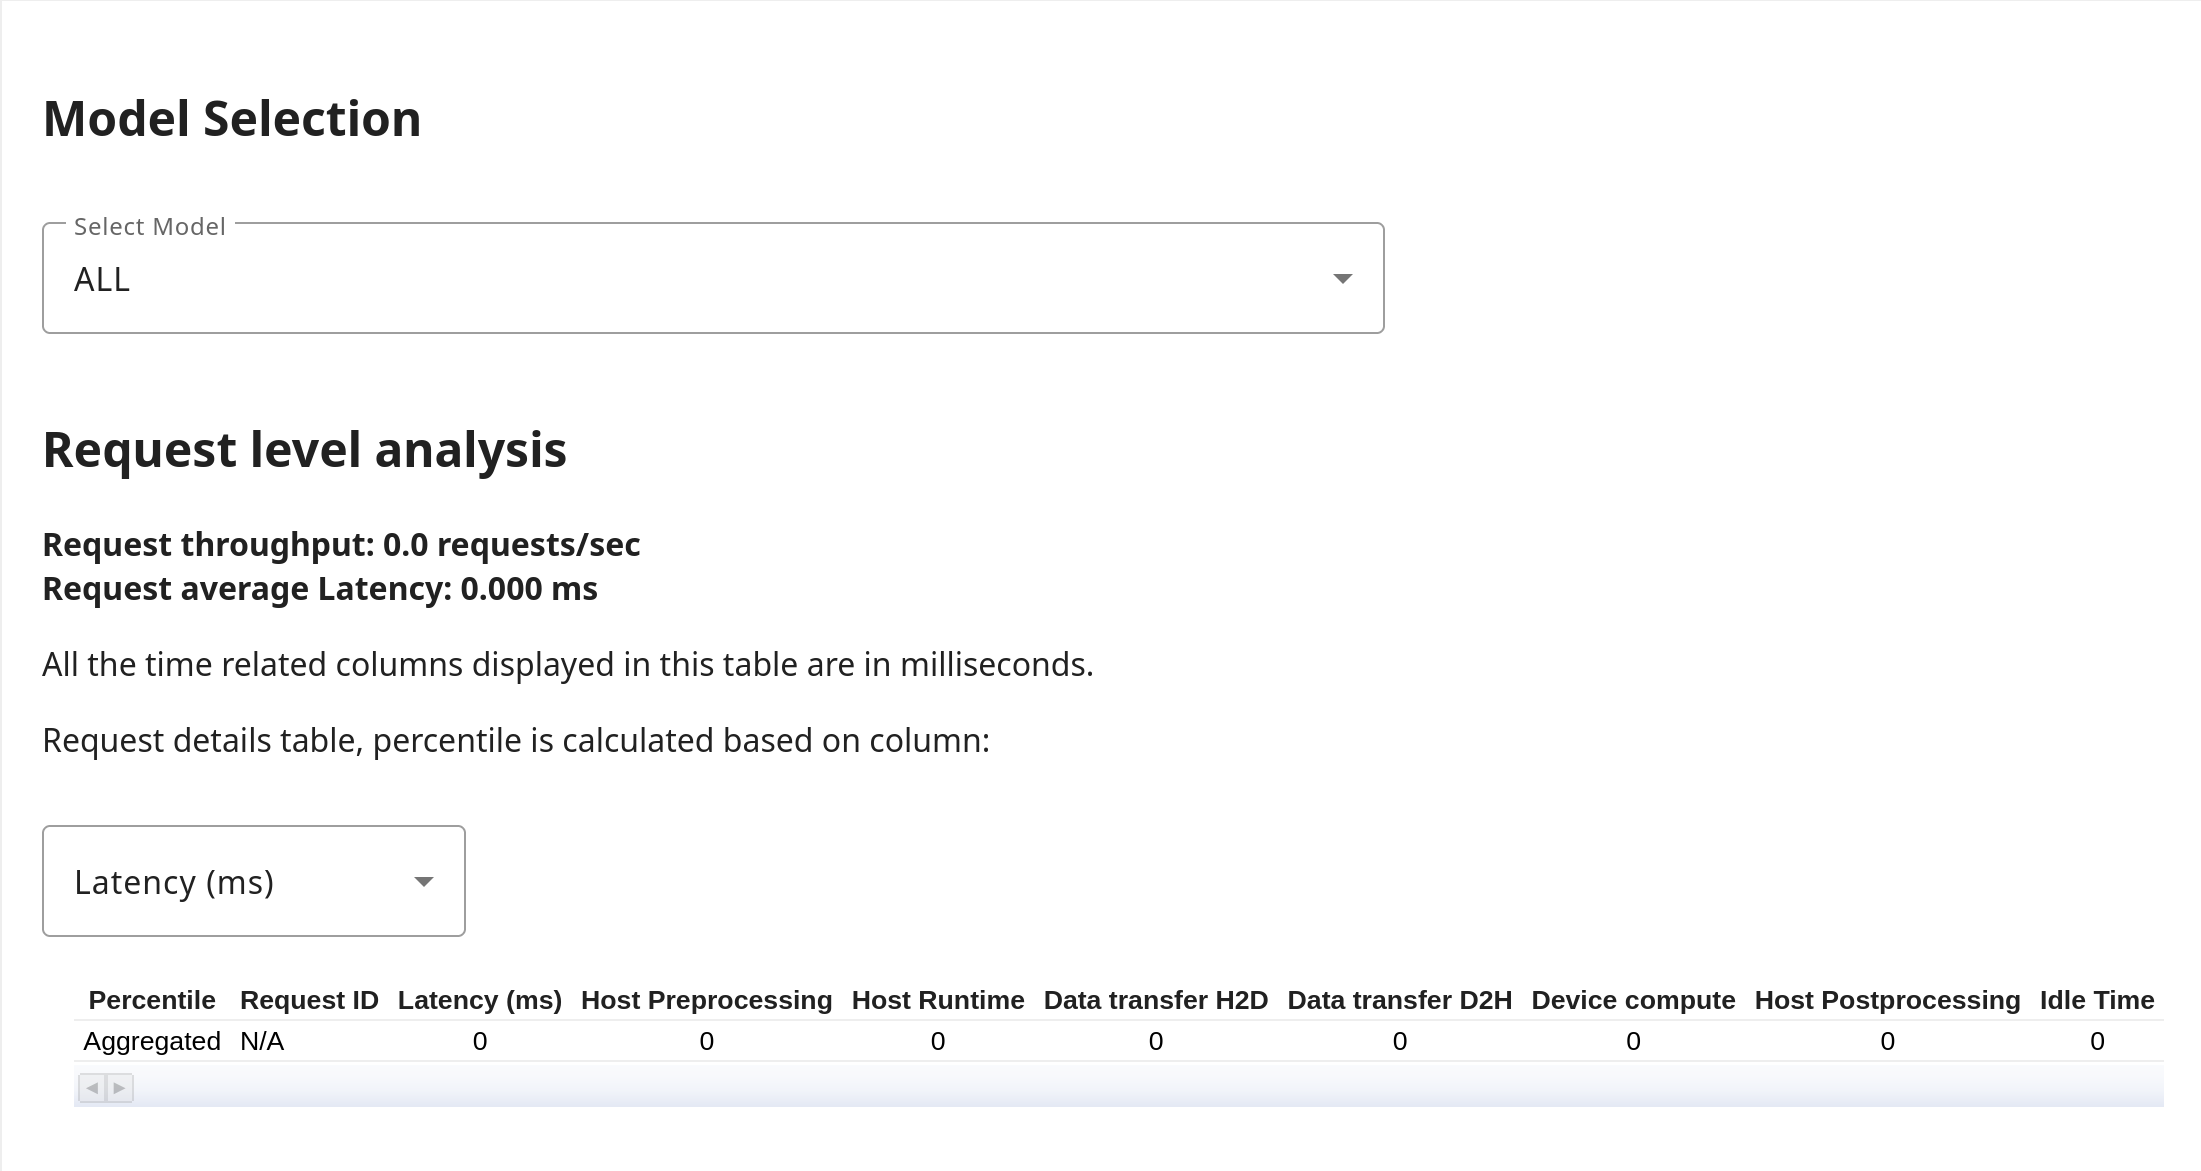 Model Selection
Select Model
ALL
Request level analysis
Request throughput: 0.0 requests/sec
Request average Latency: 0.000 ms
All the time related columns displayed in this table are in milliseconds.
Request details table, percentile is calculated based on column:
Latency (ms)
Percentile Request ID Latency (ms) Host Preprocessing Host Runtime Data transfer H2D Data transfer D2H Device compute Host Postprocessing Idle Time
Aggregated N/A 0 0 0 0 0 0 0 0